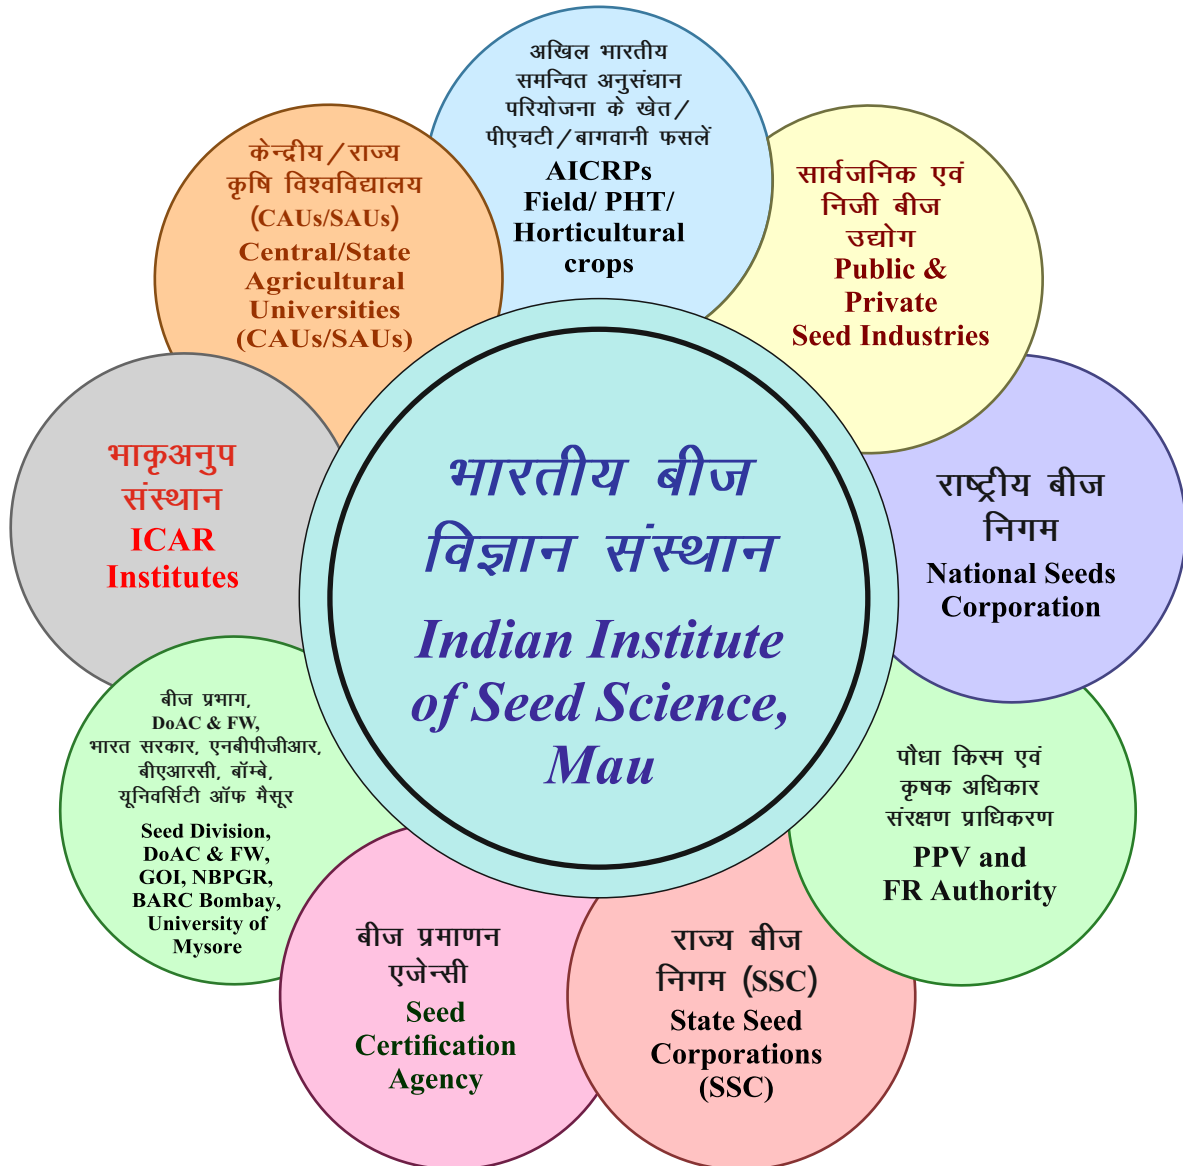 अखिल भारतीय
समन्वित अनुसंधान
परियोजना के खेत/
पीएचटी/बागवानी फसलें
AICRPs
Field/ PHT/
Horticultural
crops
सार्वजनिक एवं
निजी बीज
उद्योग
Public &
Private
Seed Industries
राष्ट्रीय बीज
निगम
National Seeds
Corporation
पौधा किस्म एवं
कृषक अधिकार
संरक्षण प्राधिकरण
PPV and
FR Authority
राज्य बीज
निगम (SSC)
State Seed
Corporations
(SSC)
बीज प्रमाणन
एजेन्सी
Seed
Certification
Agency
बीज प्रभाग,
DoAC & FW,
भारत सरकार, एनबीपीजीआर,
बीएआरसी, बॉम्बे,
यूनिवर्सिटी ऑफ मैसूर
Seed Division,
DoAC & FW,
GOI, NBPGR,
BARC Bombay,
University of
Mysore
भाकृअनुप
संस्थान
ICAR
Institutes
केन्द्रीय/राज्य
कृषि विश्वविद्यालय
(CAUs/SAUs)
Central/State
Agricultural
Universities
(CAUs/SAUs)
भारतीय बीज
विज्ञान संस्थान
Indian Institute
of Seed Science,
Mau